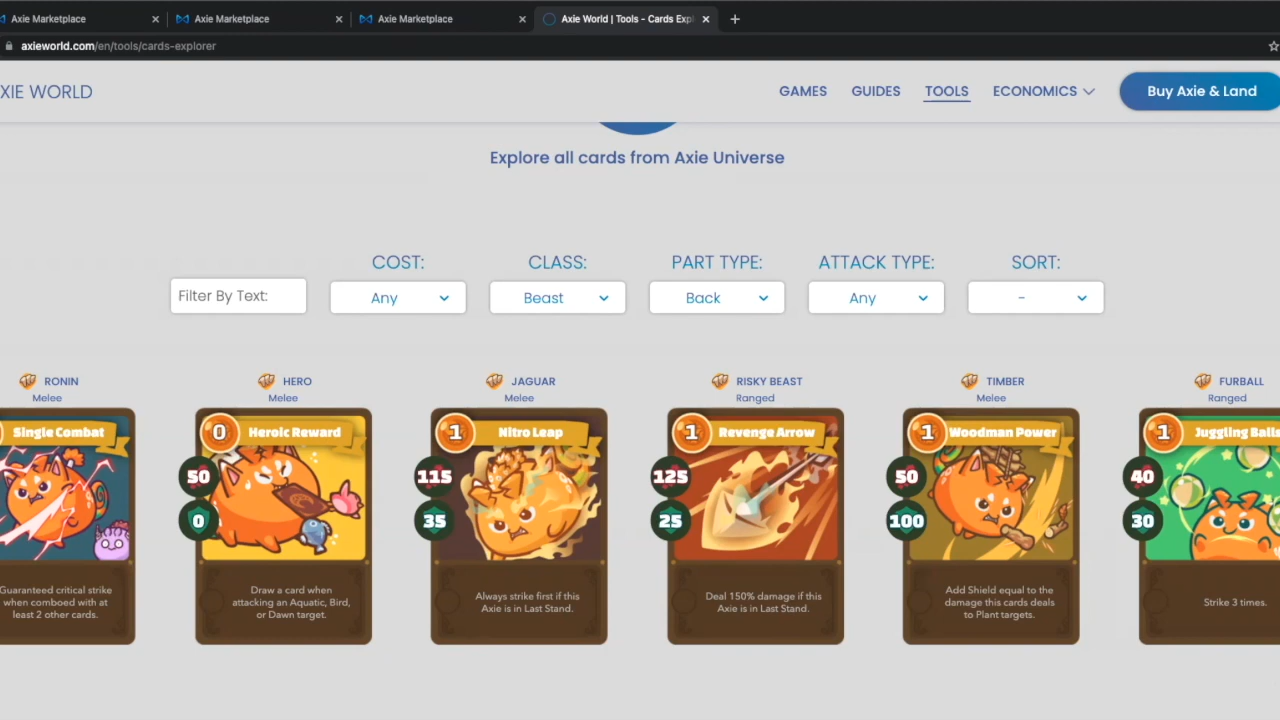 Axie Marketplace
Axie Marketplace
Axie Marketplace
Axie World | Tools - Cards Expl
axieworld.com/en/tools/cards-explorer
XIE WORLD
GAMES
GUIDES
TOOLS
ECONOMICS
Buy Axie & Land
Explore all cards from Axie Universe
COST:
CLASS:
PART TYPE:
ATTACK TYPE:
SORT:
Filter By Text:
Any
Beast
Back
Any
-
RONIN
Melee
Single Combat
Guaranteed critical strike
when comboed with at
least 2 other cards.
HERO
Melee
0
Heroic Reward
50
0
Draw a card when
attacking an Aquatic, Bird,
or Dawn target.
JAGUAR
Melee
1
Nitro Leap
115
35
Always strike first if this
Axie is in Last Stand.
RISKY BEAST
Ranged
1
Revenge Arrow
125
25
Deal 150% damage if this
Axie is in Last Stand.
TIMBER
Melee
1
Woodman Power
50
100
Add Shield equal to the
damage this cards deals
to Plant targets.
FURBALL
Ranged
1
Juggling Balls
40
30
Strike 3 times.